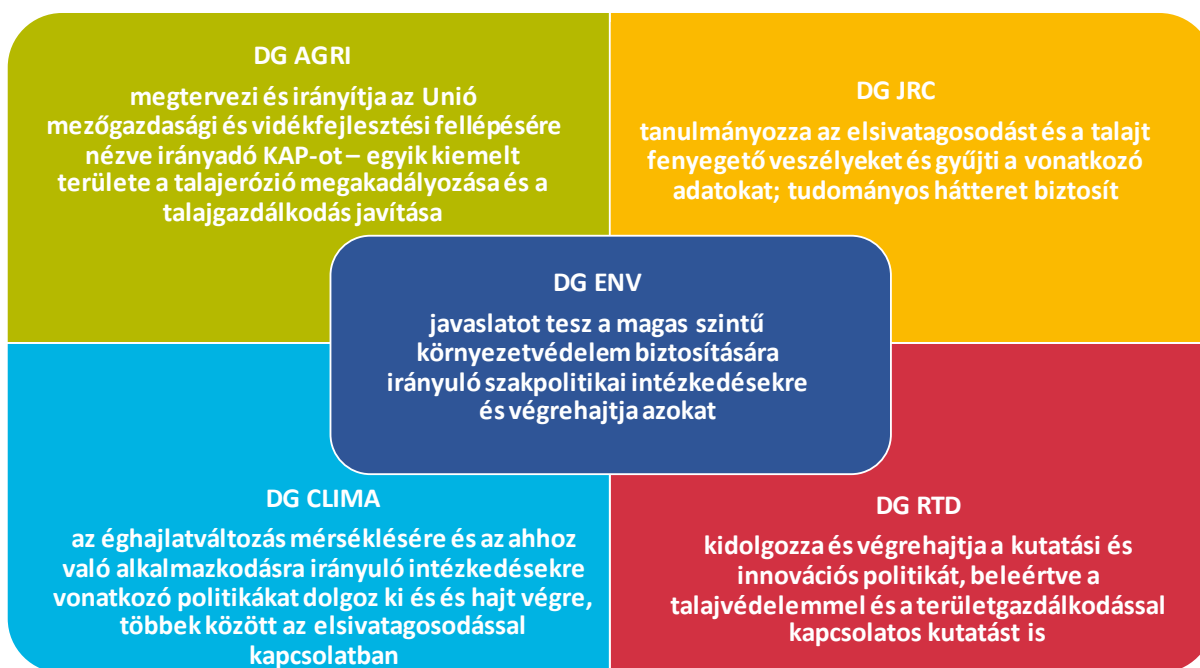 DG AGRI
megtervezi és irányítja az Unió
mezőgazdasági és vidékfejlesztési fellépésére
nézve irányadó KAP-ot – egyik kiemelt
területe a talajerózió megakadályozása és a
talajgazdálkodás javítása
DG JRC
tanulmányozza az elsivatagosodást és a talajt
fenyegető veszélyeket és gyűjti a vonatkozó
adatokat; tudományos hátteret biztosít
DG ENV
javaslatot tesz a magas szintű
környezetvédelem biztosítására
irányuló szakpolitikai intézkedésekre
és végrehajtja azokat
DG CLIMA
az éghajlatváltozás mérséklésére és az ahhoz
való alkalmazkodásra irányuló intézkedésekre
vonatkozó politikákat dolgoz ki és és hajt végre,
többek között az elsivatagosodással
kapcsolatban
DG RTD
kidolgozza és végrehajtja a kutatási és
innovációs politikát, beleértve a
talajvédelemmel és a területgazdálkodással
kapcsolatos kutatást is